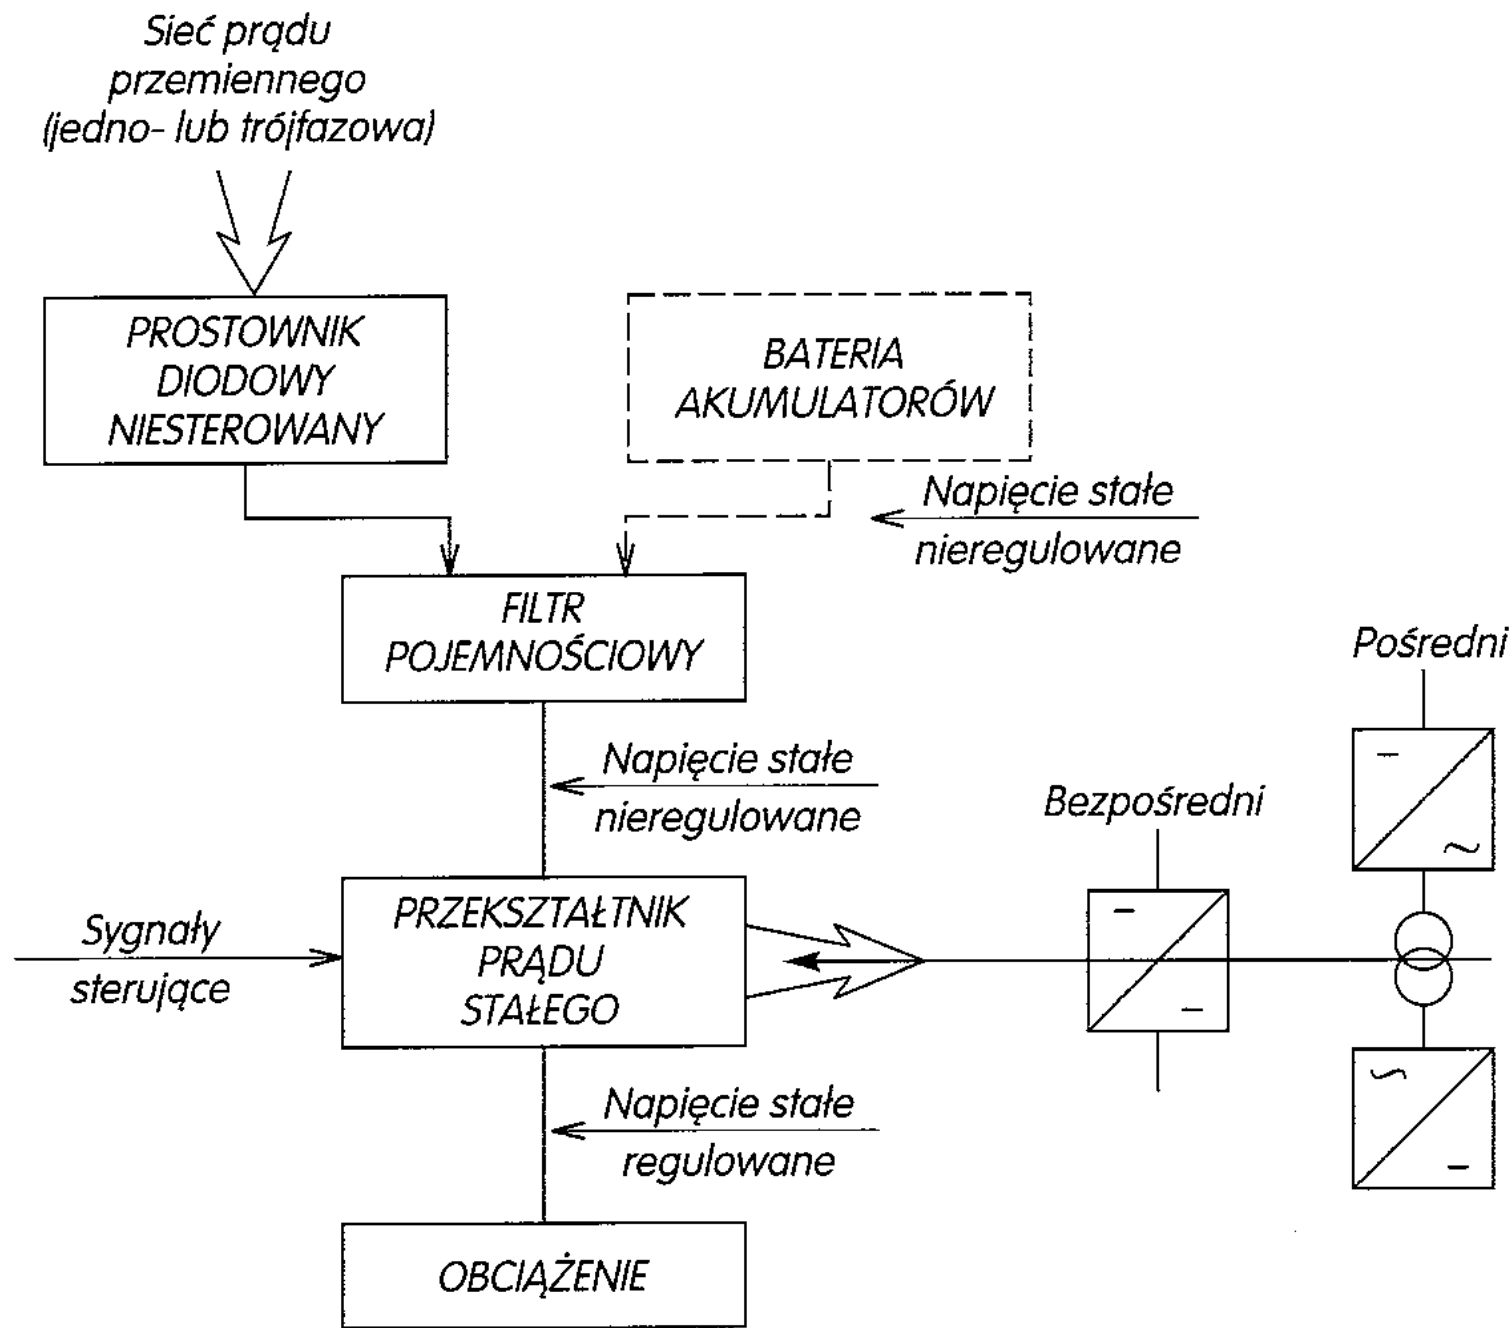 Sieć prądu
przemiennego
(jedno- lub trójfazowa)
PROSTOWNIK
DIODOWY
NIESTEROWANY
BATERIA
AKUMULATORÓW
Napięcie stałe
nieregulowane
FILTR
POJEMNOŚCIOWY
Pośredni
Napięcie stałe
nieregulowane
Bezpośredni
Sygnały
sterujące
PRZEKSZTAŁTNIK
PRĄDU
STAŁEGO
Napięcie stałe
regulowane
OBCIĄŻENIE